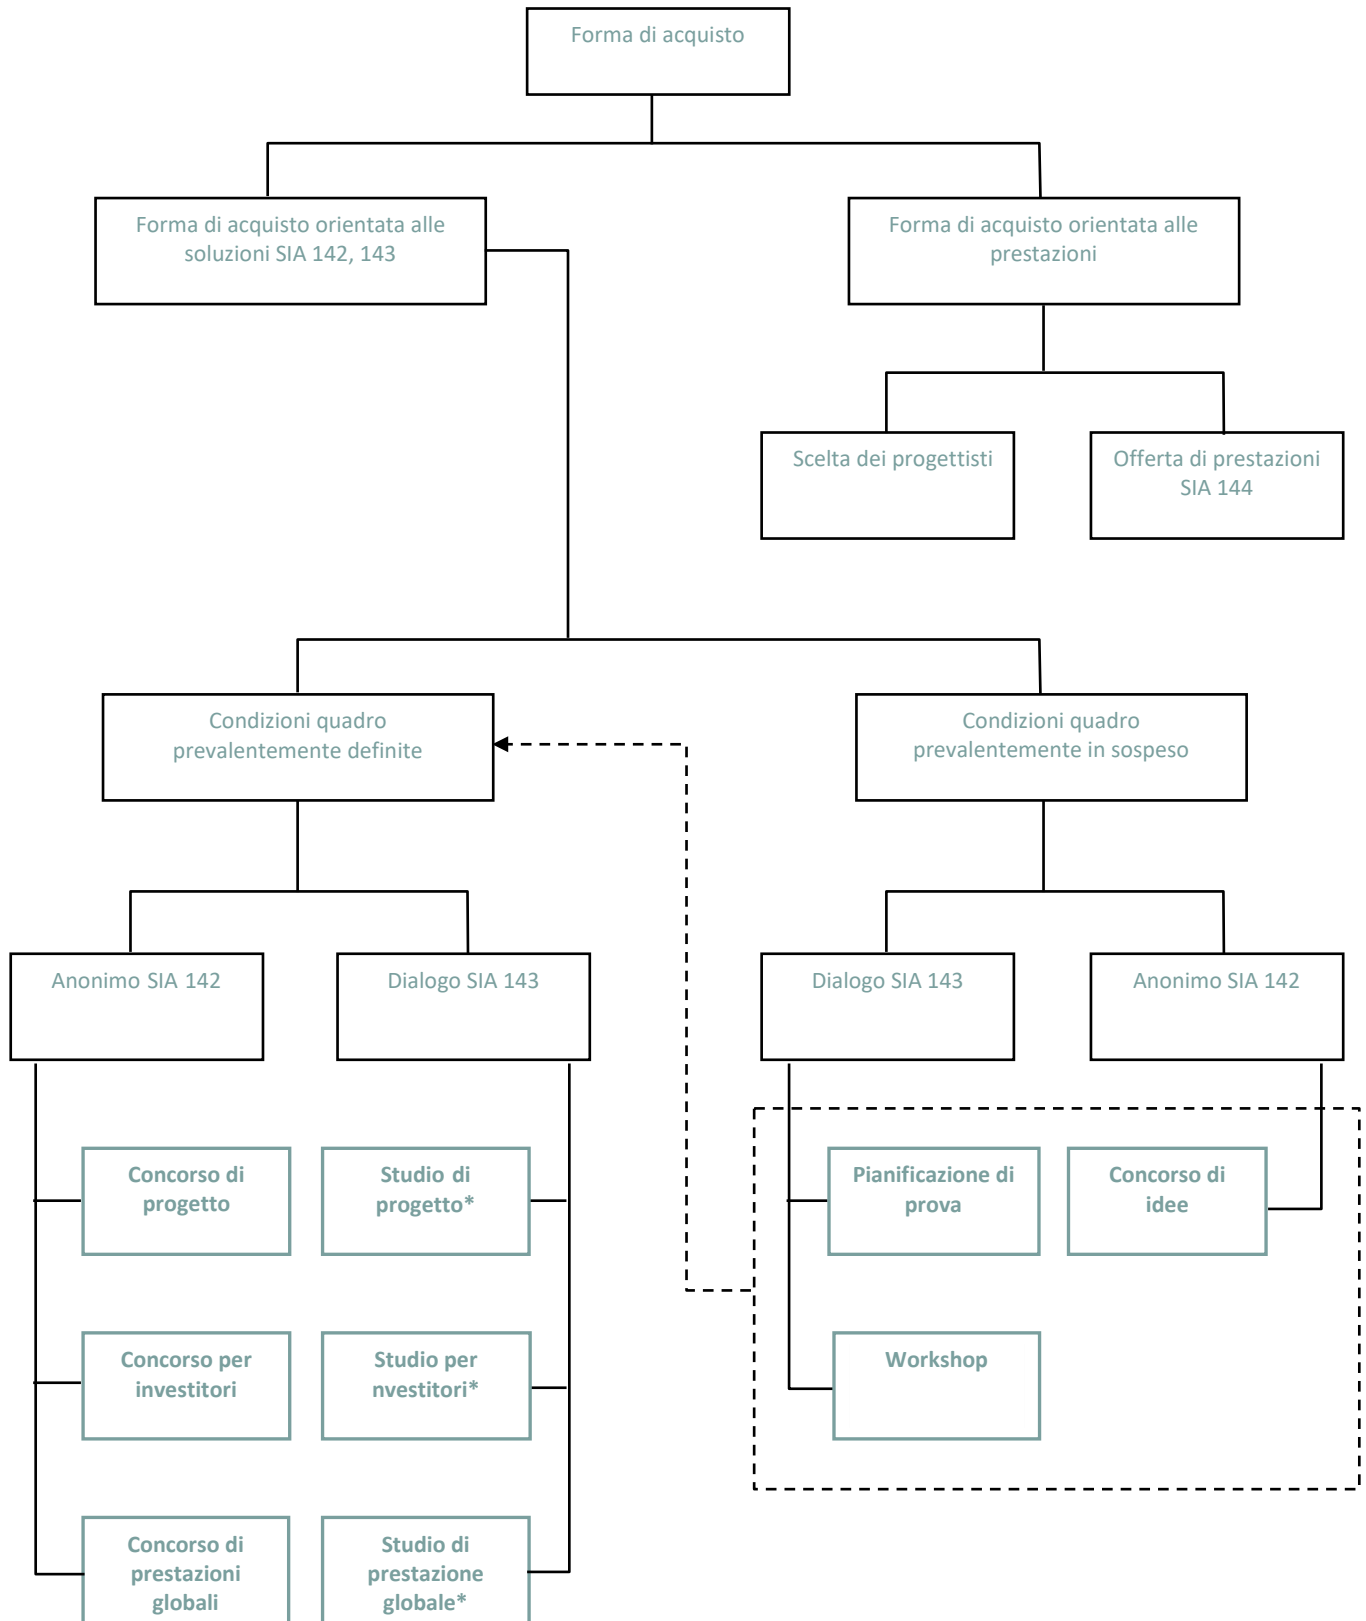 Forma di acquisto
Forma di acquisto orientata alle
soluzioni SIA 142, 143
Forma di acquisto orientata alle
prestazioni
Scelta dei progettisti
Offerta di prestazioni
SIA 144
Condizioni quadro
prevalentemente definite
Condizioni quadro
prevalentemente in sospeso
Anonimo SIA 142
Dialogo SIA 143
Dialogo SIA 143
Anonimo SIA 142
Concorso di
progetto
Studio di
progetto*
Pianificazione di
prova
Concorso di
idee
Concorso per
investitori
Studio per
nvestitori*
Workshop
Concorso di
prestazioni
globali
Studio di
prestazione
globale*